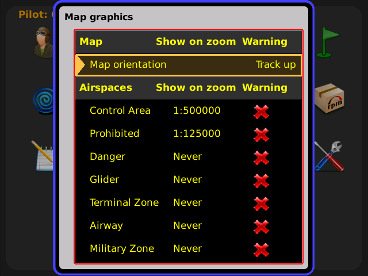 Pilot:
Map graphics
Map Show on zoom Warning
Map orientation Track up
Airspaces Show on zoom Warning
Control Area 1:500000
Prohibited 1:125000
Danger Never
Glider Never
Terminal Zone Never
Airway Never
Military Zone Never
rpm